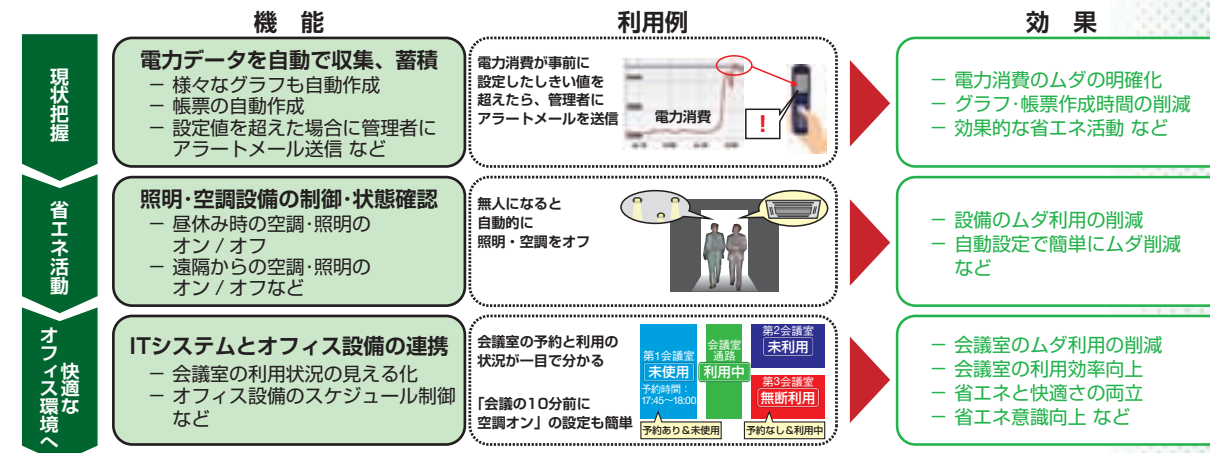 機 能
利用例
効 果
現状把握
電力データを自動で収集、蓄積
－ 様々なグラフも自動作成
－ 帳票の自動作成
－ 設定値を超えた場合に管理者に
アラートメール送信 など
電力消費が事前に
設定したしきい値を
超えたら、管理者に
アラートメールを送信
電力消費
!
－ 電力消費のムダの明確化
－ グラフ・帳票作成時間の削減
－ 効果的な省エネ活動 など
省エネ活動
照明・空調設備の制御・状態確認
－ 昼休み時の空調・照明の
オン / オフ
－ 遠隔からの空調・照明の
オン / オフなど
無人になると
自動的に
照明・空調をオフ
－ 設備のムダ利用の削減
－ 自動設定で簡単にムダ削減
など
快適な
オフィス環境へ
ITシステムとオフィス設備の連携
－ 会議室の利用状況の見える化
－ オフィス設備のスケジュール制御
など
会議室の予約と利用の
状況が一目で分かる
「会議の10分前に
空調オン」の設定も簡単
第1会議室
未使用
予約時間：
17:45～18:00
会議室
通路
利用中
第2会議室
未利用
第3会議室
無断利用
予約あり&未使用
予約なし&利用中
－ 会議室のムダ利用の削減
－ 会議室の利用効率向上
－ 省エネと快適さの両立
－ 省エネ意識向上 など